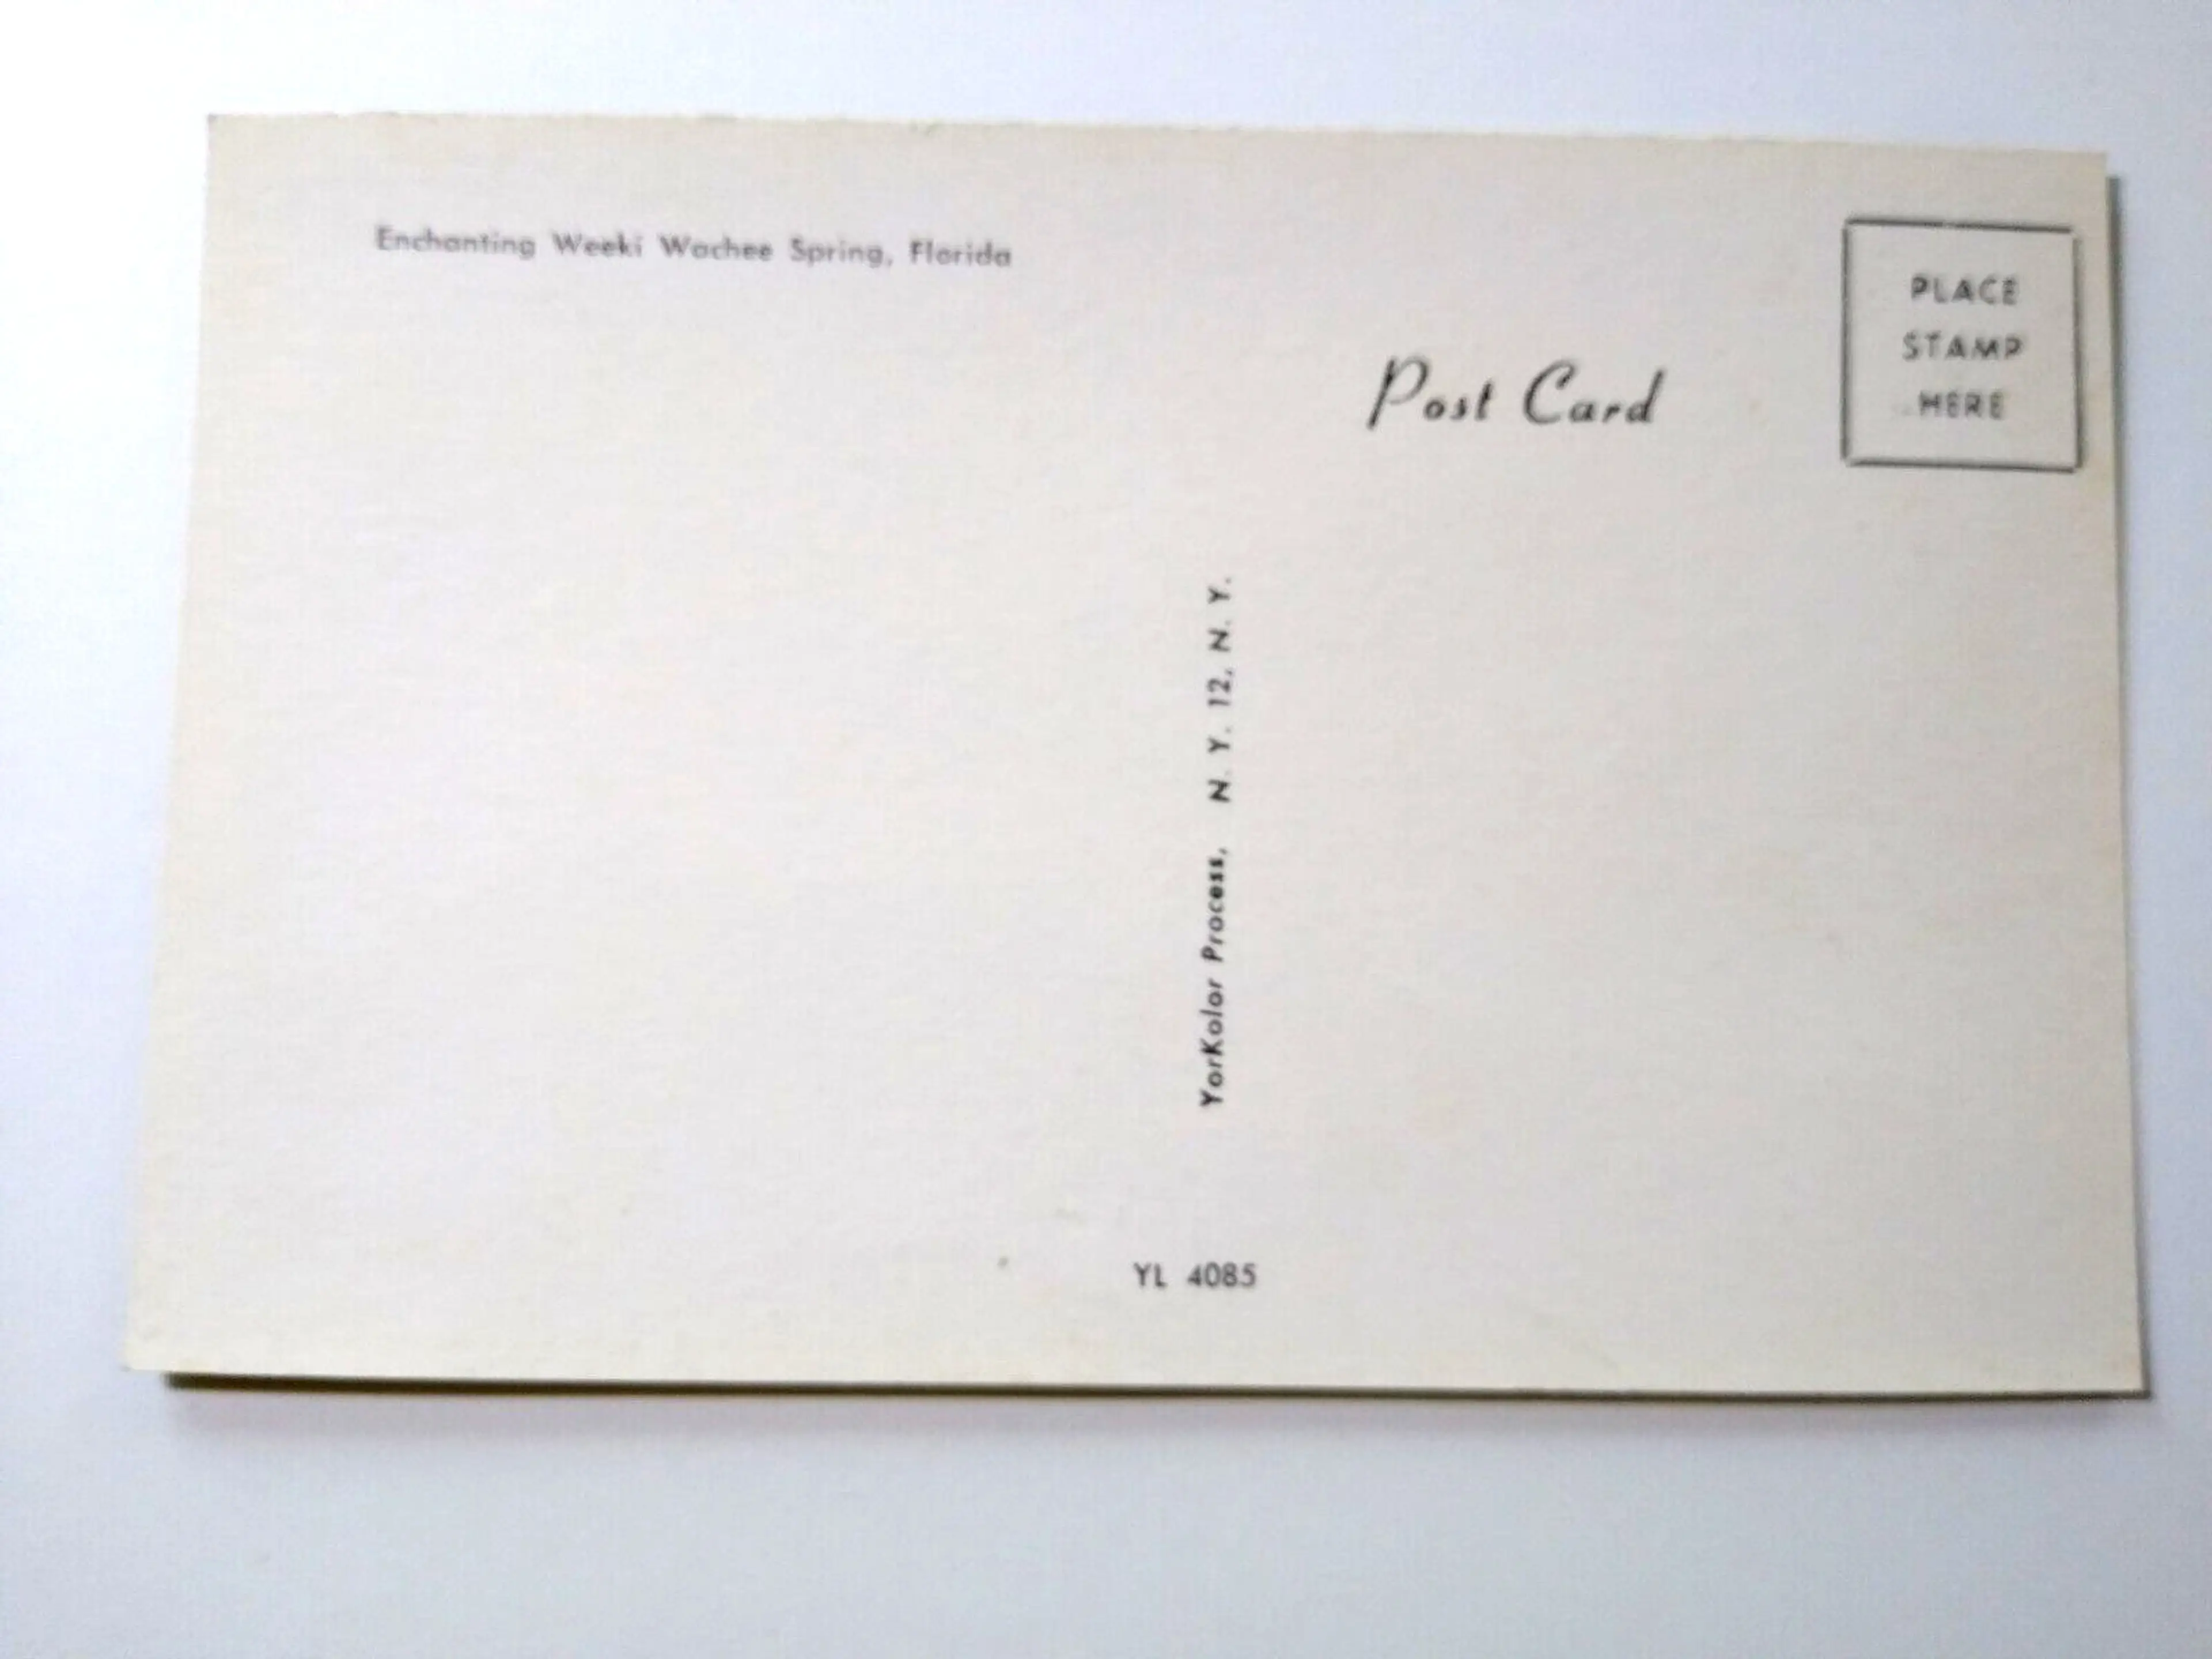 Enchanting Weeki Wachee Spring, Florida
PLACE
STAMP
HERE
Post Card
YorKolor Process, N. Y. 12, N. Y.
YL 4085